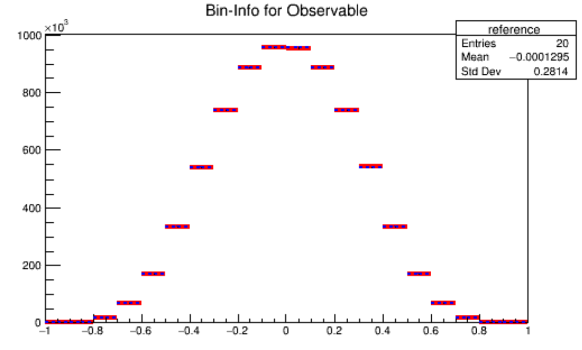 Bin-Info for Observable
×10³
reference
Entries 20
Mean −0.0001295
Std Dev 0.2814
1000
800
600
400
200
0
−1 −0.8 −0.6 −0.4 −0.2 0 0.2 0.4 0.6 0.8 1